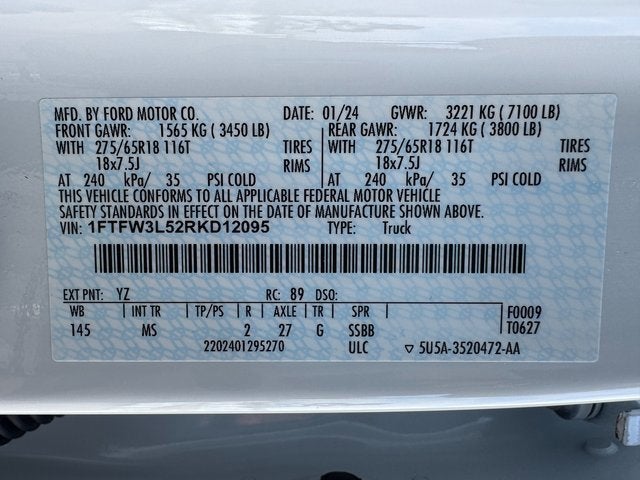 MFD. BY FORD MOTOR CO. DATE: 01/24 GVWR: 3221 KG ( 7100 LB)
FRONT GAWR: 1565 KG ( 3450 LB) REAR GAWR: 1724 KG ( 3800 LB)
WITH 275/65R18 116T TIRES WITH 275/65R18 116T TIRES
18x7.5J RIMS 18x7.5J RIMS
AT 240 kPa/ 35 PSI COLD AT 240 kPa/ 35 PSI COLD
THIS VEHICLE CONFORMS TO ALL APPLICABLE FEDERAL MOTOR VEHICLE
SAFETY STANDARDS IN EFFECT ON THE DATE OF MANUFACTURE SHOWN ABOVE.
VIN: 1FTFW3L52RKD12095 TYPE: Truck
EXT PNT: YZ RC: 89 DSO:
WB INT TR TP/PS R AXLE TR SPR F0009
145 MS 2 27 G SSBB T0627
2202401295270 ULC ▽ 5U5A-3520472-AA